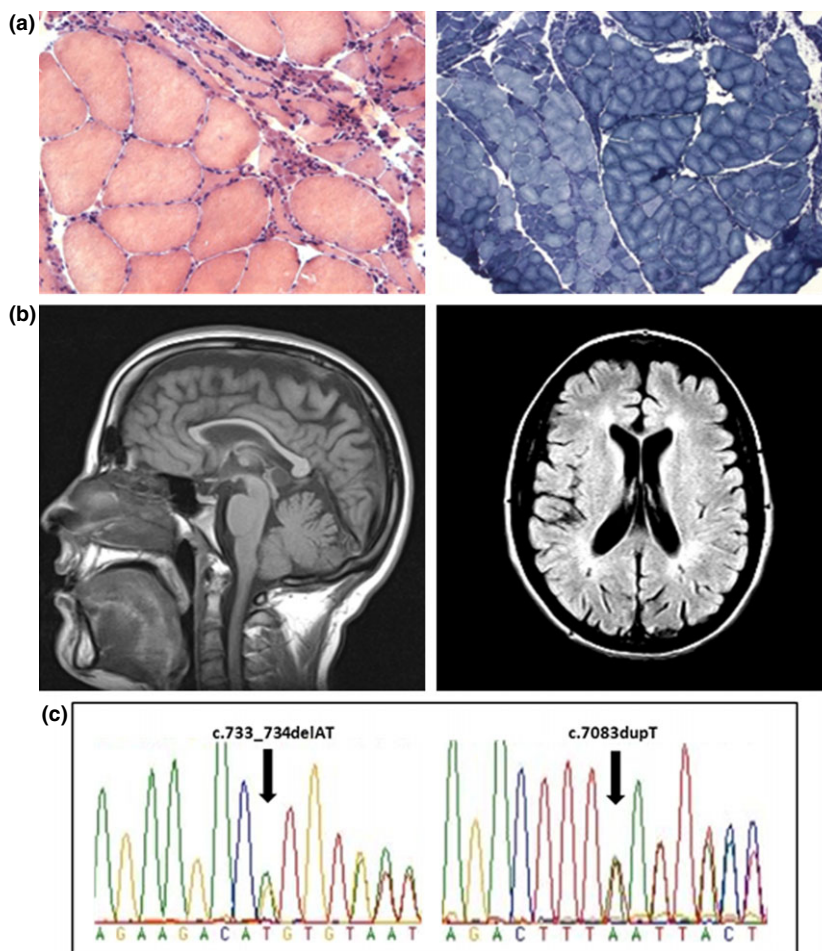 (a)
(b)
(c)
c.733_734delAT
c.7083dupT
A G A A G A C A T G T G T A A T
A G A C T T T A A T T A C T